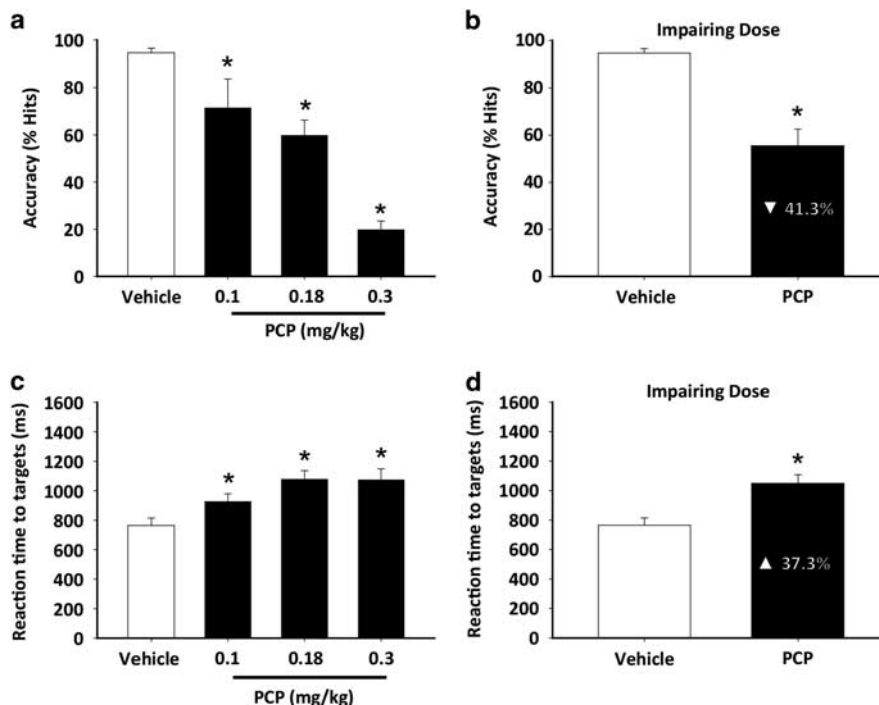 a
Accuracy (% Hits)
100
80
60
40
20
0
*
*
*
Vehicle 0.1 0.18 0.3
PCP (mg/kg)
b
Impairing Dose
Accuracy (% Hits)
100
80
60
40
20
0
*
▼ 41.3%
Vehicle PCP
c
Reaction time to targets (ms)
1600
1400
1200
1000
800
600
400
200
0
*
*
*
Vehicle 0.1 0.18 0.3
PCP (mg/kg)
d
Impairing Dose
Reaction time to targets (ms)
1600
1400
1200
1000
800
600
400
200
0
*
▲ 37.3%
Vehicle PCP